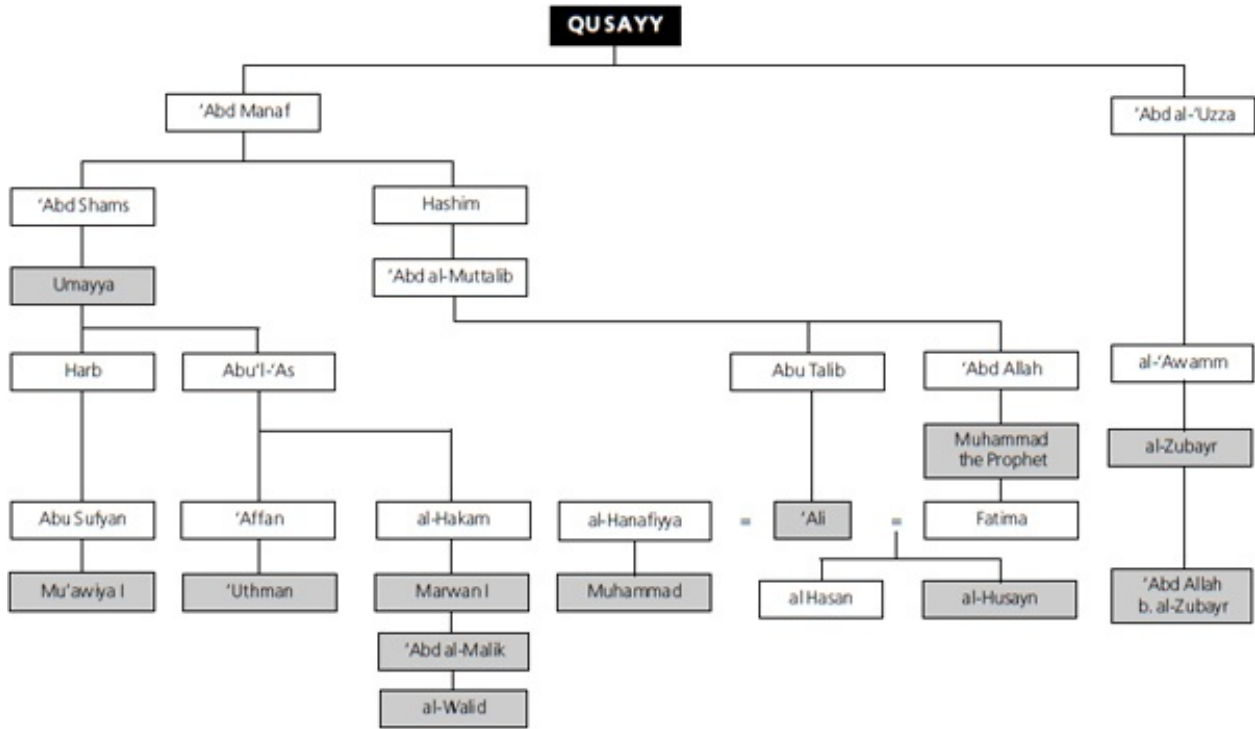 QUSAYY
‘Abd Manaf
‘Abd al-‘Uzza
‘Abd Shams
Hashim
Umayya
‘Abd al-Muttalib
Harb
Abu’l-‘As
Abu Talib
‘Abd Allah
al-‘Awamm
Muhammad
the Prophet
al-Zubayr
Abu Sufyan
‘Affan
al-Hakam
al-Hanafiyya
=
‘Ali
=
Fatima
Mu‘awiya I
‘Uthman
Marwan I
Muhammad
al Hasan
al-Husayn
‘Abd Allah
b. al-Zubayr
‘Abd al-Malik
al-Walid